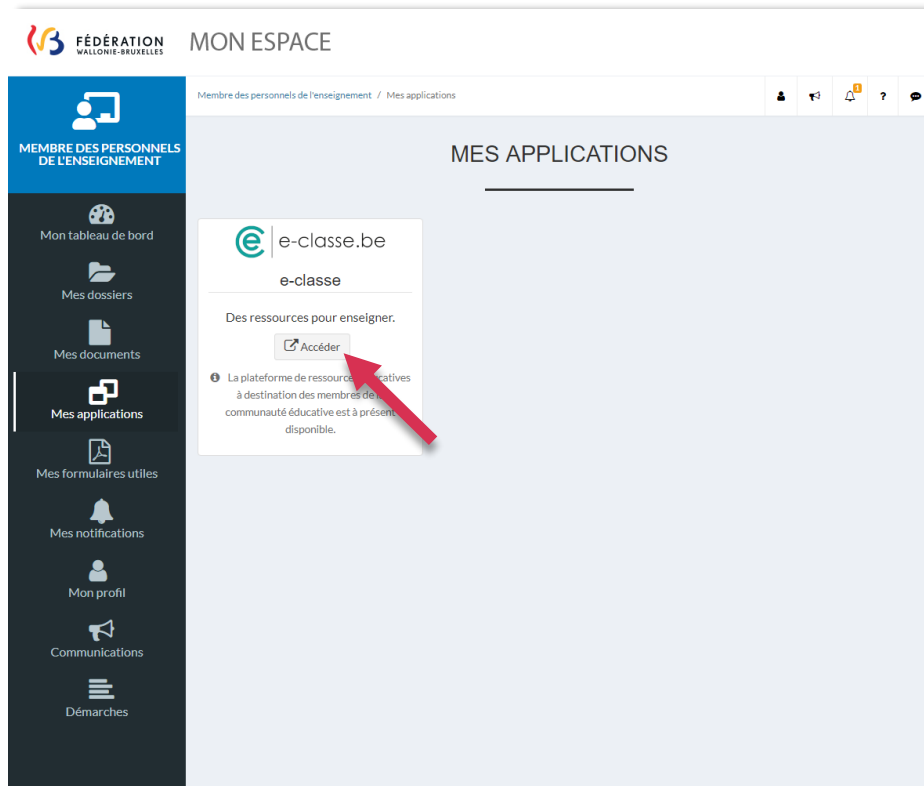 FÉDÉRATION
WALLONIE-BRUXELLES
MON ESPACE
MEMBRE DES PERSONNELS
DE L'ENSEIGNEMENT
Mon tableau de bord
Mes dossiers
Mes documents
Mes applications
Mes formulaires utiles
Mes notifications
Mon profil
Communications
Démarches
Membre des personnels de l'enseignement / Mes applications
1
?
MES APPLICATIONS
e-classe.be
e-classe
Des ressources pour enseigner.
Accéder
La plateforme de ressource catives
à destination des membres de
communauté éducative est à présent
disponible.